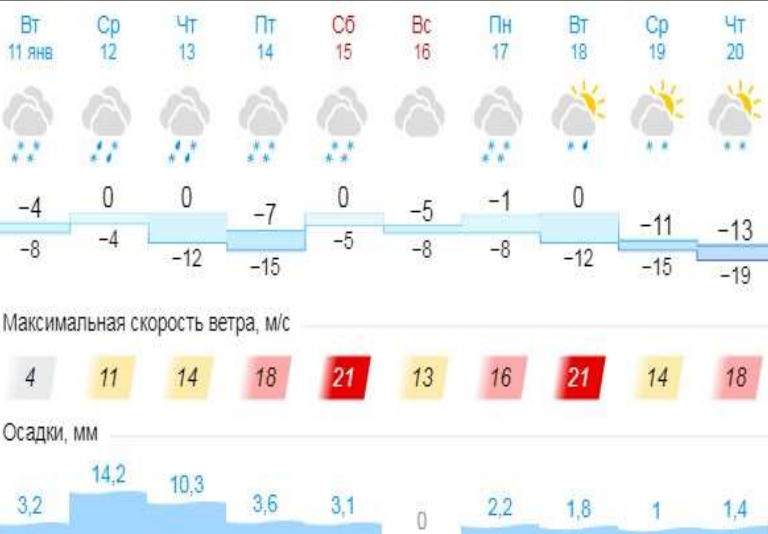 Вт Ср Чт Пт Сб Вс Пн Вт Ср Чт
11 янв 12 13 14 15 16 17 18 19 20
−4 0 0 −7 0 −5 −1 0 −11 −13
−8 −4 −12 −15 −5 −8 −8 −12 −15 −19
Максимальная скорость ветра, м/с
4 11 14 18 21 13 16 21 14 18
Осадки, мм
3,2 14,2 10,3 3,6 3,1 0 2,2 1,8 1 1,4